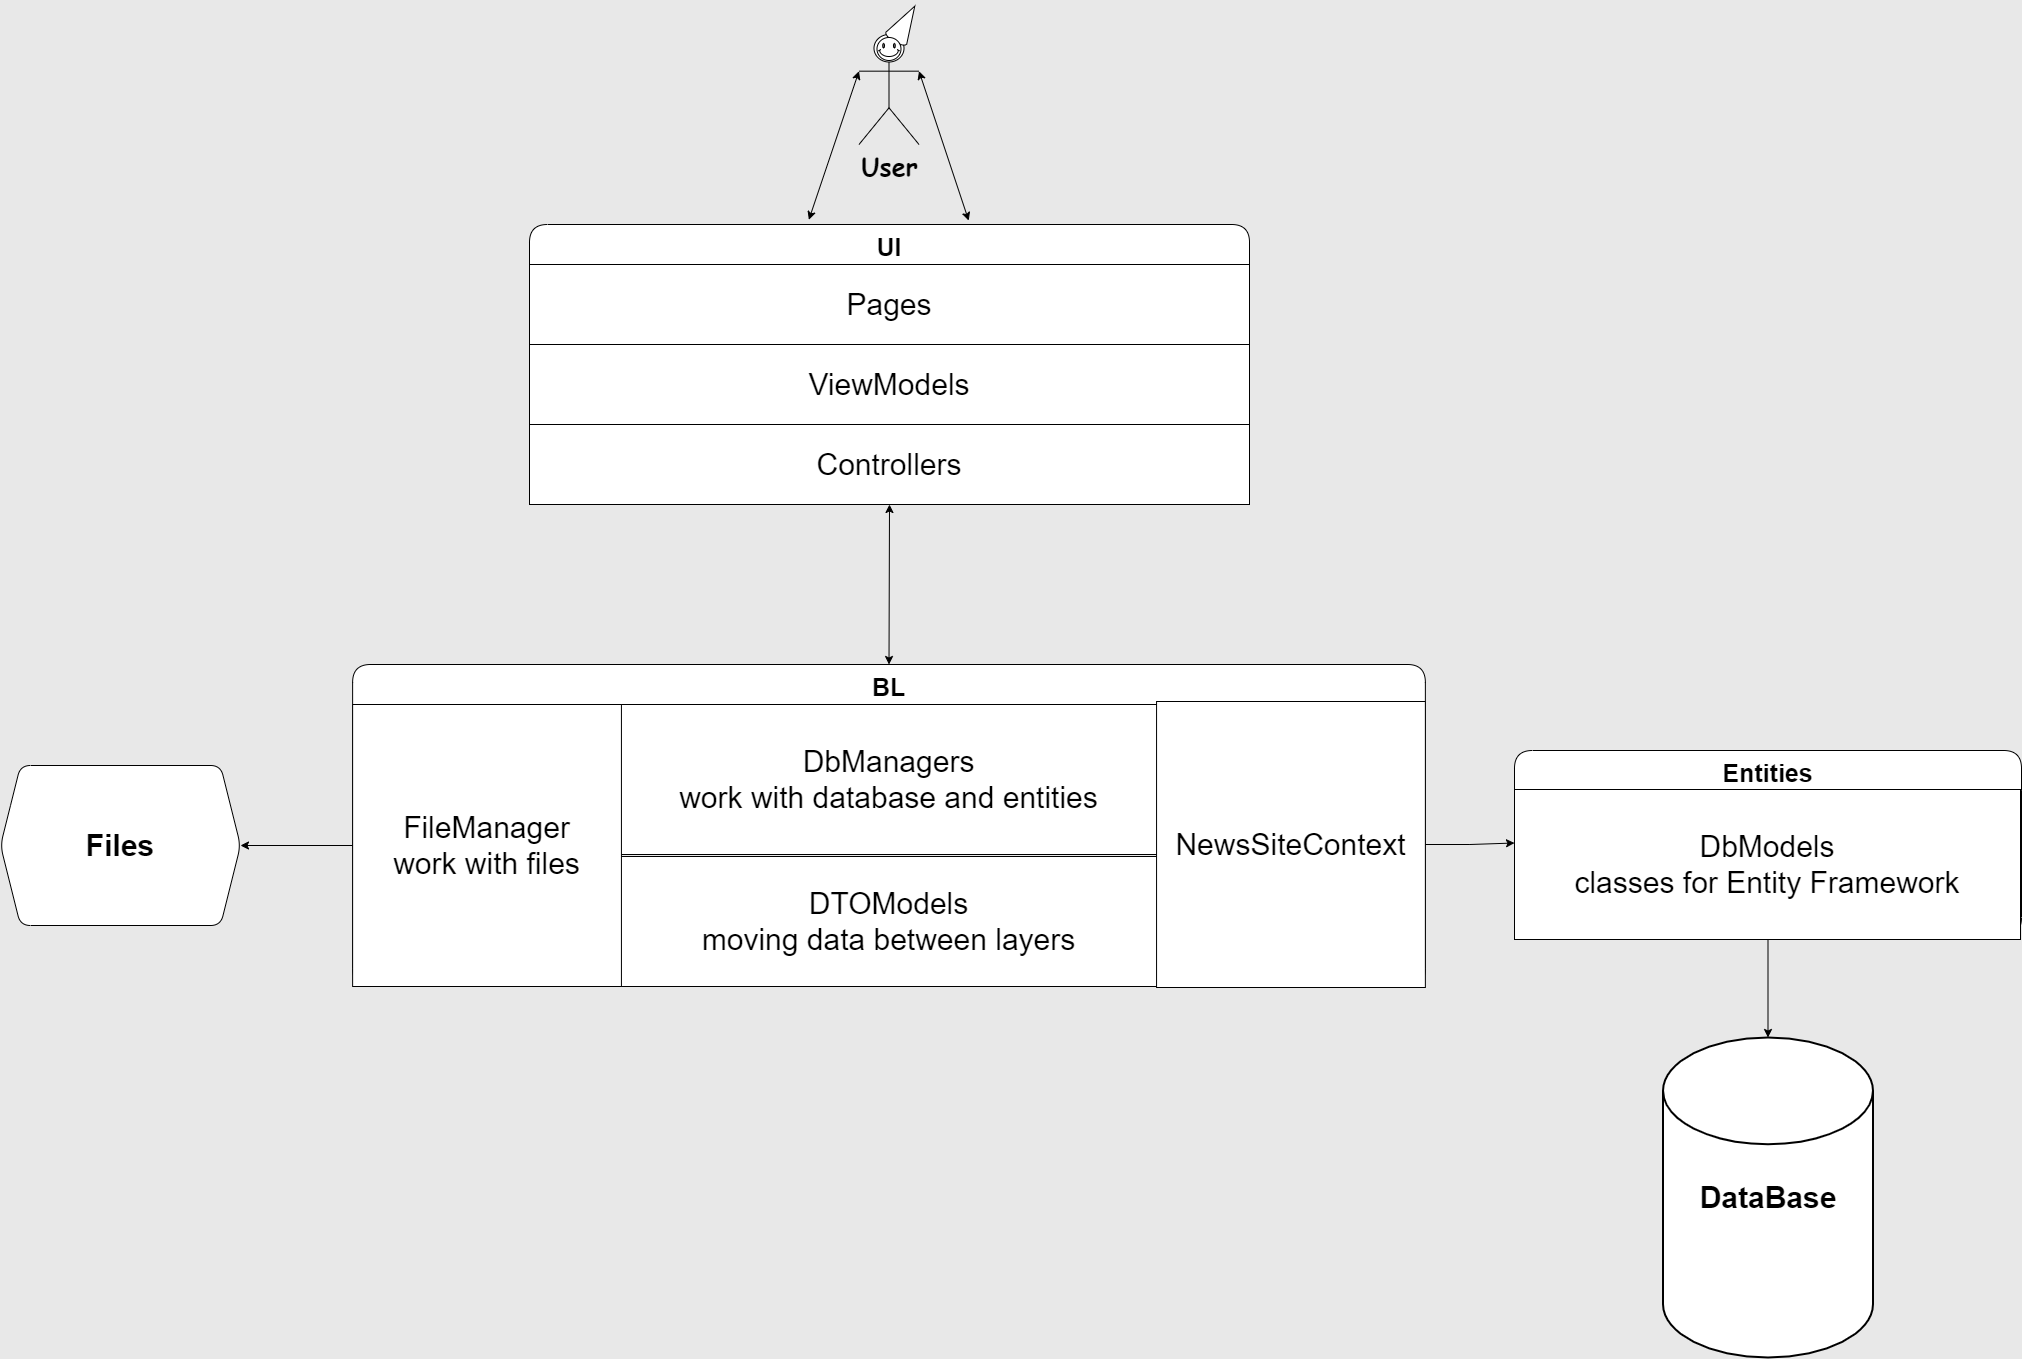 User
UI
Pages
ViewModels
Controllers
BL
FileManager
work with files
DbManagers
work with database and entities
DTOModels
moving data between layers
NewsSiteContext
Files
Entities
DbModels
classes for Entity Framework
DataBase